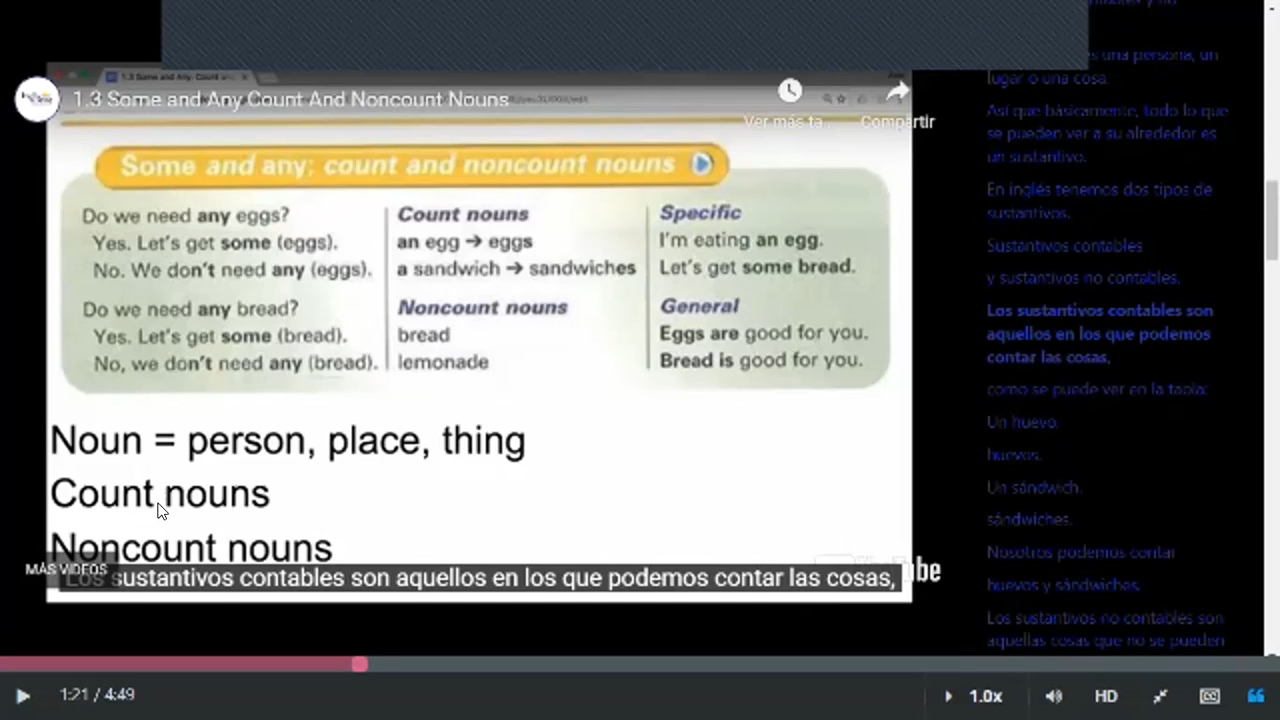 1.3 Some and Any Count And Noncount Nouns
Ver más ta...
Compartir
Some and any; count and noncount nouns
Do we need any eggs?
Yes. Let's get some (eggs).
No. We don't need any (eggs).
Do we need any bread?
Yes. Let's get some (bread).
No, we don't need any (bread).
Count nouns
an egg → eggs
a sandwich → sandwiches
Noncount nouns
bread
lemonade
Specific
I'm eating an egg.
Let's get some bread.
General
Eggs are good for you.
Bread is good for you.
Noun = person, place, thing
Count nouns
Noncount nouns
MÁS VIDEOS
Los sustantivos contables son aquellos en los que podemos contar las cosas,
es una persona, un
lugar o una cosa.
Así que básicamente, todo lo que
se pueden ver a su alrededor es
un sustantivo.
En inglés tenemos dos tipos de
sustantivos.
Sustantivos contables
y sustantivos no contables.
Los sustantivos contables son
aquellos en los que podemos
contar las cosas,
como se puede ver en la tabla:
Un huevo,
huevos.
Un sándwich,
sándwiches.
Nosotros podemos contar
huevos y sándwiches.
Los sustantivos no contables son
aquellas cosas que no se pueden
1:21 / 4:49
1.0x
HD